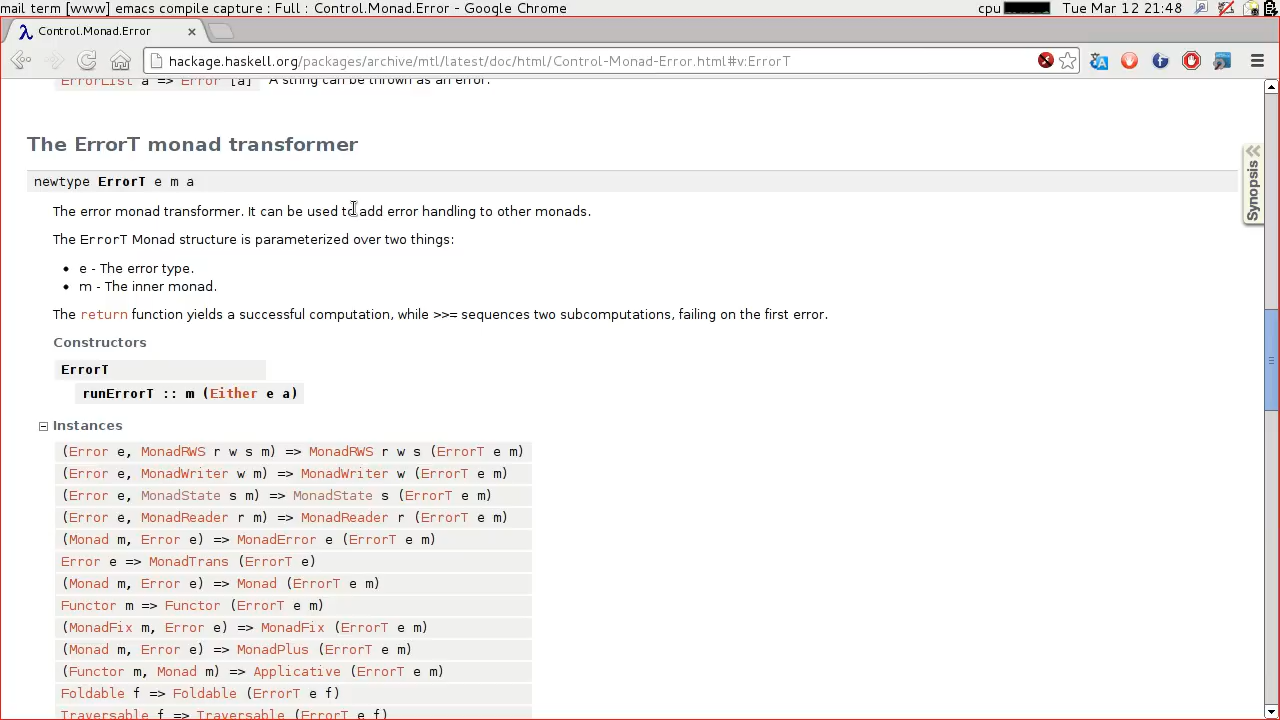 mail term [www] emacs compile capture : Full : Control.Monad.Error - Google Chrome cpu Tue Mar 12 21:48
Control.Monad.Error
hackage.haskell.org/packages/archive/mtl/latest/doc/html/Control-Monad-Error.html#v:ErrorT
ErrorList a => Error [a] A string can be thrown as an error.
The ErrorT monad transformer
newtype ErrorT e m a
Synopsis
The error monad transformer. It can be used to add error handling to other monads.
The ErrorT Monad structure is parameterized over two things:
• e - The error type.
• m - The inner monad.
The return function yields a successful computation, while >>= sequences two subcomputations, failing on the first error.
Constructors
ErrorT
runErrorT :: m (Either e a)
Instances
(Error e, MonadRWS r w s m) => MonadRWS r w s (ErrorT e m)
(Error e, MonadWriter w m) => MonadWriter w (ErrorT e m)
(Error e, MonadState s m) => MonadState s (ErrorT e m)
(Error e, MonadReader r m) => MonadReader r (ErrorT e m)
(Monad m, Error e) => MonadError e (ErrorT e m)
Error e => MonadTrans (ErrorT e)
(Monad m, Error e) => Monad (ErrorT e m)
Functor m => Functor (ErrorT e m)
(MonadFix m, Error e) => MonadFix (ErrorT e m)
(Monad m, Error e) => MonadPlus (ErrorT e m)
(Functor m, Monad m) => Applicative (ErrorT e m)
Foldable f => Foldable (ErrorT e f)
Traversable f => Traversable (ErrorT e f)